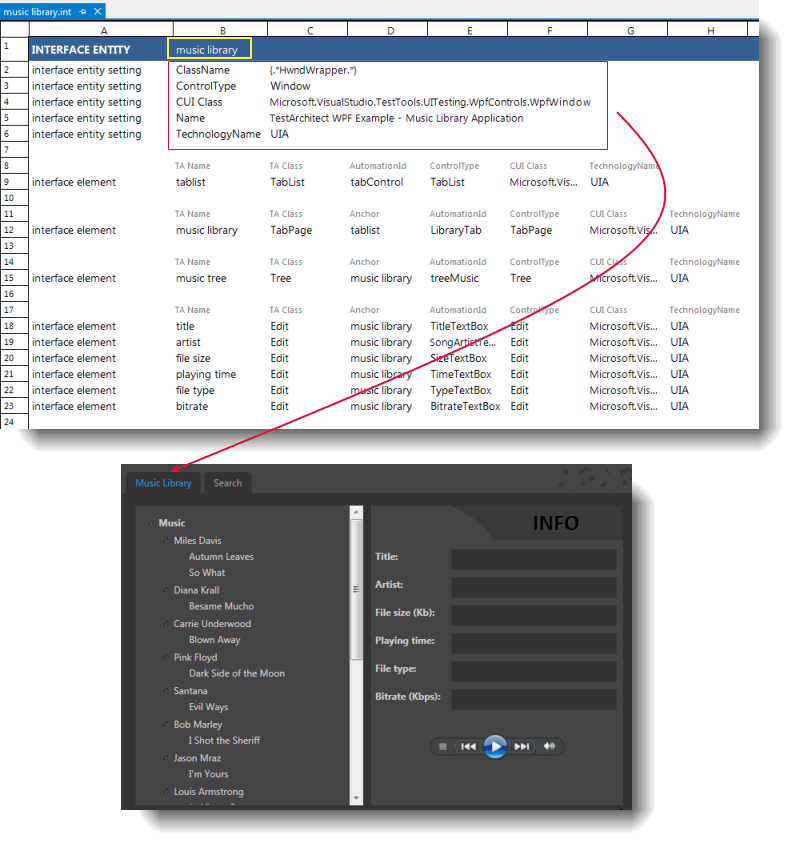 music library.int
A B C D E F G H
1 INTERFACE ENTITY music library
2 interface entity setting ClassName {.*HwndWrapper.*}
3 interface entity setting ControlType Window
4 interface entity setting CUI Class Microsoft.VisualStudio.TestTools.UITesting.WpfControls.WpfWindow
5 interface entity setting Name TestArchitect WPF Example - Music Library Application
6 interface entity setting TechnologyName UIA
7
8 TA Name TA Class AutomationId ControlType CUI Class TechnologyName
9 interface element tablist TabList tabControl TabList Microsoft.Vis... UIA
10
11 TA Name TA Class Anchor AutomationId ControlType CUI Class TechnologyName
12 interface element music library TabPage tablist LibraryTab TabPage Microsoft.Vis... UIA
13
14 TA Name TA Class Anchor AutomationId ControlType CUI Class TechnologyName
15 interface element music tree Tree music library treeMusic Tree Microsoft.Vis... UIA
16
17 TA Name TA Class Anchor AutomationId ControlType CUI Class TechnologyName
18 interface element title Edit music library TitleTextBox Edit Microsoft.Vis... UIA
19 interface element artist Edit music library SongArtistTe... Edit Microsoft.Vis... UIA
20 interface element file size Edit music library SizeTextBox Edit Microsoft.Vis... UIA
21 interface element playing time Edit music library TimeTextBox Edit Microsoft.Vis... UIA
22 interface element file type Edit music library TypeTextBox Edit Microsoft.Vis... UIA
23 interface element bitrate Edit music library BitrateTextBox Edit Microsoft.Vis... UIA
24
Music Library Search
Music
Miles Davis
Autumn Leaves
So What
Diana Krall
Besame Mucho
Carrie Underwood
Blown Away
Pink Floyd
Dark Side of the Moon
Santana
Evil Ways
Bob Marley
I Shot the Sheriff
Jason Mraz
I'm Yours
Louis Armstrong
INFO
Title:
Artist:
File size (Kb):
Playing time:
File type:
Bitrate (Kbps):